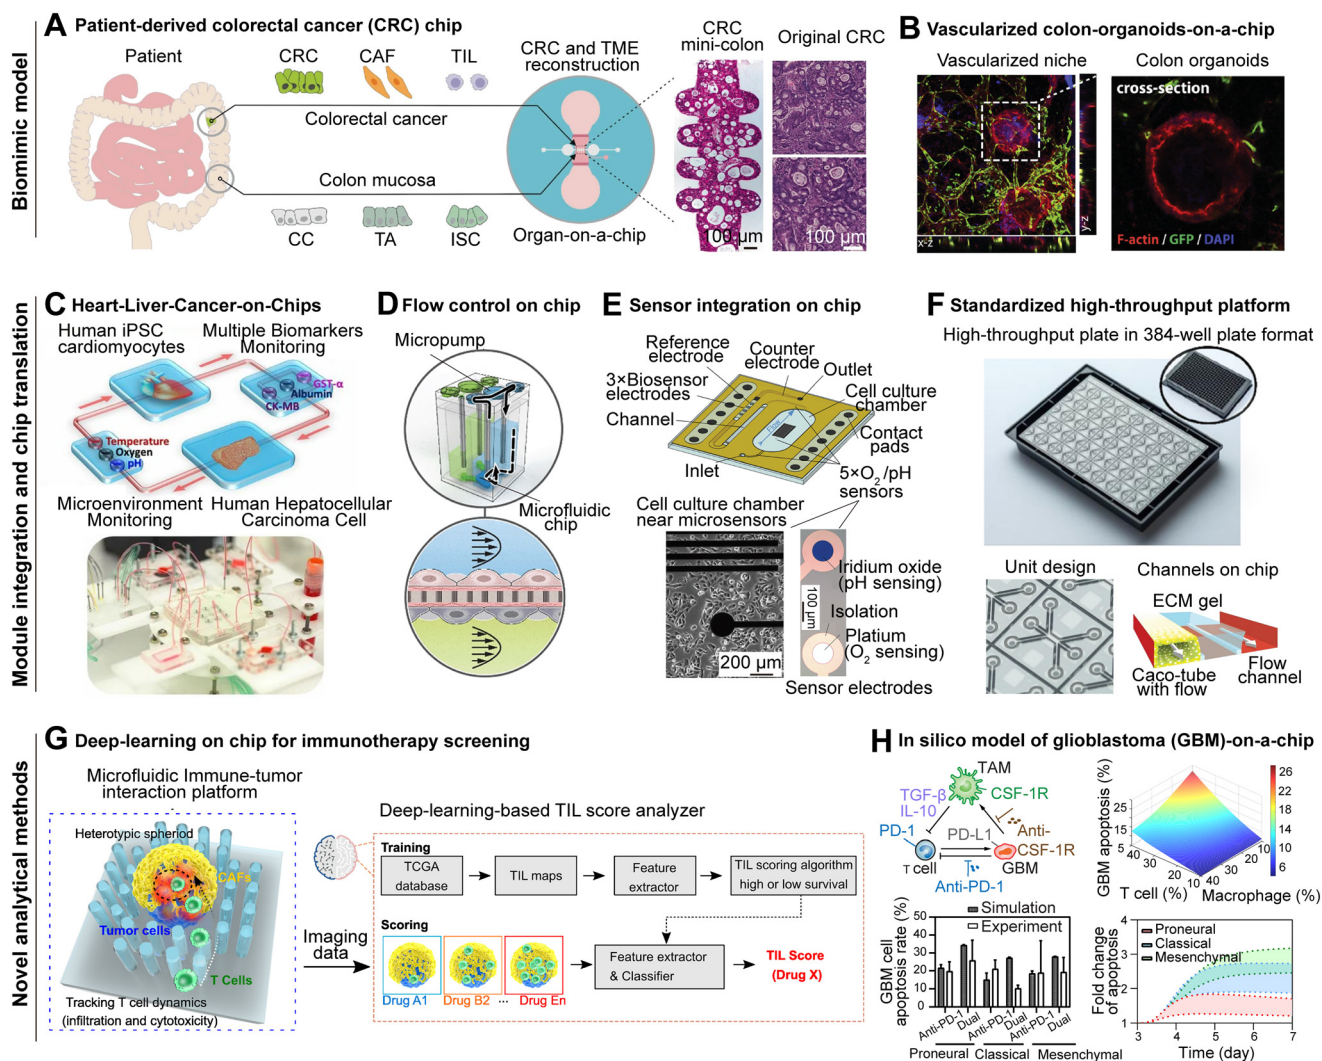 Biomimic model
A Patient-derived colorectal cancer (CRC) chip
Patient
CRC
CAF
TIL
Colorectal cancer
Colon mucosa
CC
TA
ISC
CRC and TME
reconstruction
Organ-on-a-chip
CRC
mini-colon
Original CRC
100 µm
100 µm
B Vascularized colon-organoids-on-a-chip
Vascularized niche
Colon organoids
cross-section
x-z
y-z
F-actin / GFP / DAPI
Module integration and chip translation
C Heart-Liver-Cancer-on-Chips
Human iPSC
cardiomyocytes
Multiple Biomarkers
Monitoring
GST-α
Albumin
CK-MB
Temperature
Oxygen
pH
Microenvironment
Monitoring
Human Hepatocellular
Carcinoma Cell
D Flow control on chip
Micropump
Microfluidic
chip
E Sensor integration on chip
Reference
electrode
Counter
electrode
Outlet
3×Biosensor
electrodes
Cell culture
chamber
Channel
Contact
pads
Inlet
5×O2/pH
sensors
Cell culture chamber
near microsensors
200 µm
Iridium oxide
(pH sensing)
100 µm
Isolation
Platium
(O2 sensing)
Sensor electrodes
F Standardized high-throughput platform
High-throughput plate in 384-well plate format
Unit design
Channels on chip
ECM gel
Caco-tube
with flow
Flow
channel
Novel analytical methods
G Deep-learning on chip for immunotherapy screening
Microfluidic Immune-tumor
interaction platform
Heterotypic spheriod
CAFs
Tumor cells
T Cells
Tracking T cell dynamics
(infiltration and cytotoxicity)
Imaging
data
Deep-learning-based TIL score analyzer
Training
TCGA
database
TIL maps
Feature
extractor
TIL scoring algorithm
high or low survival
Scoring
Drug A1
Drug B2
...
Drug En
Feature extractor
& Classifier
TIL Score
(Drug X)
H In silico model of glioblastoma (GBM)-on-a-chip
TAM
TGF-β
IL-10
CSF-1R
PD-1
PD-L1
Anti-
CSF-1R
T cell
GBM
Anti-PD-1
GBM apoptosis (%)
25
15
5
40
30
20
10
T cell (%)
40
30
20
10
Macrophage (%)
26
22
18
14
10
6
GBM cell
apoptosis rate (%)
50
40
30
20
10
0
Simulation
Experiment
Anti-PD-1
Dual
Anti-PD-1
Dual
Anti-PD-1
Dual
Proneural
Classical
Mesenchymal
Fold change
of apoptosis
4
3
2
1
Proneural
Classical
Mesenchymal
3
4
5
6
7
Time (day)